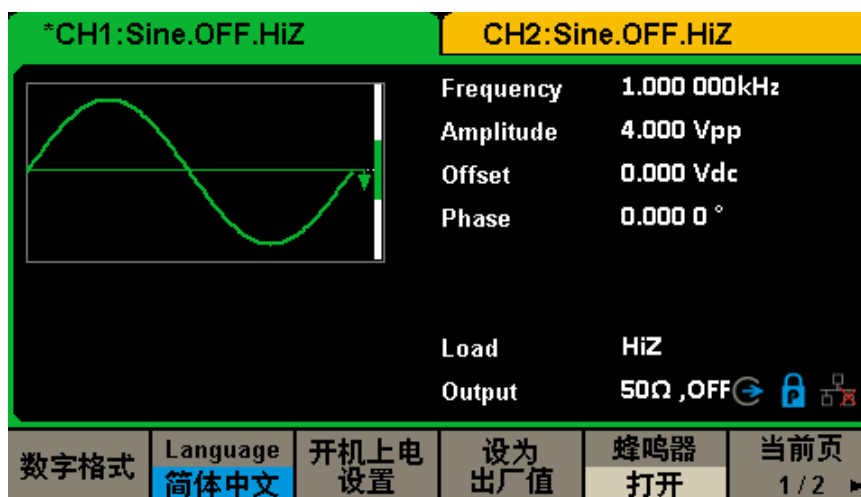 *CH1:Sine.OFF.HiZ
CH2:Sine.OFF.HiZ
Frequency 1.000 000kHz
Amplitude 4.000 Vpp
Offset 0.000 Vdc
Phase 0.000 0 °
Load HiZ
Output 50Ω ,OFF
P
数字格式
Language
简体中文
开机上电
设置
设为
出厂值
蜂鸣器
打开
当前页
1/2